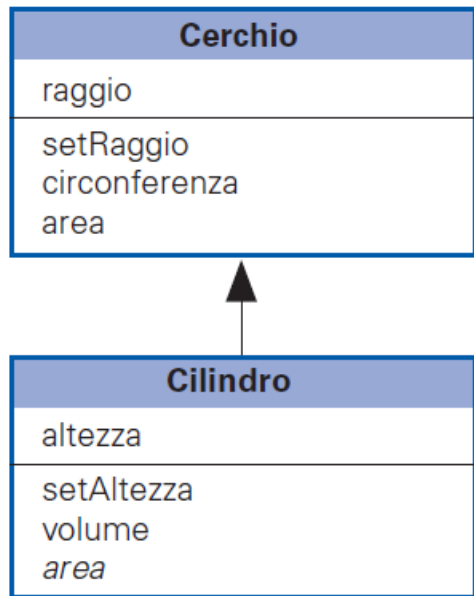 Cerchio
raggio
setRaggio
circonferenza
area
Cilindro
altezza
setAltezza
volume
area